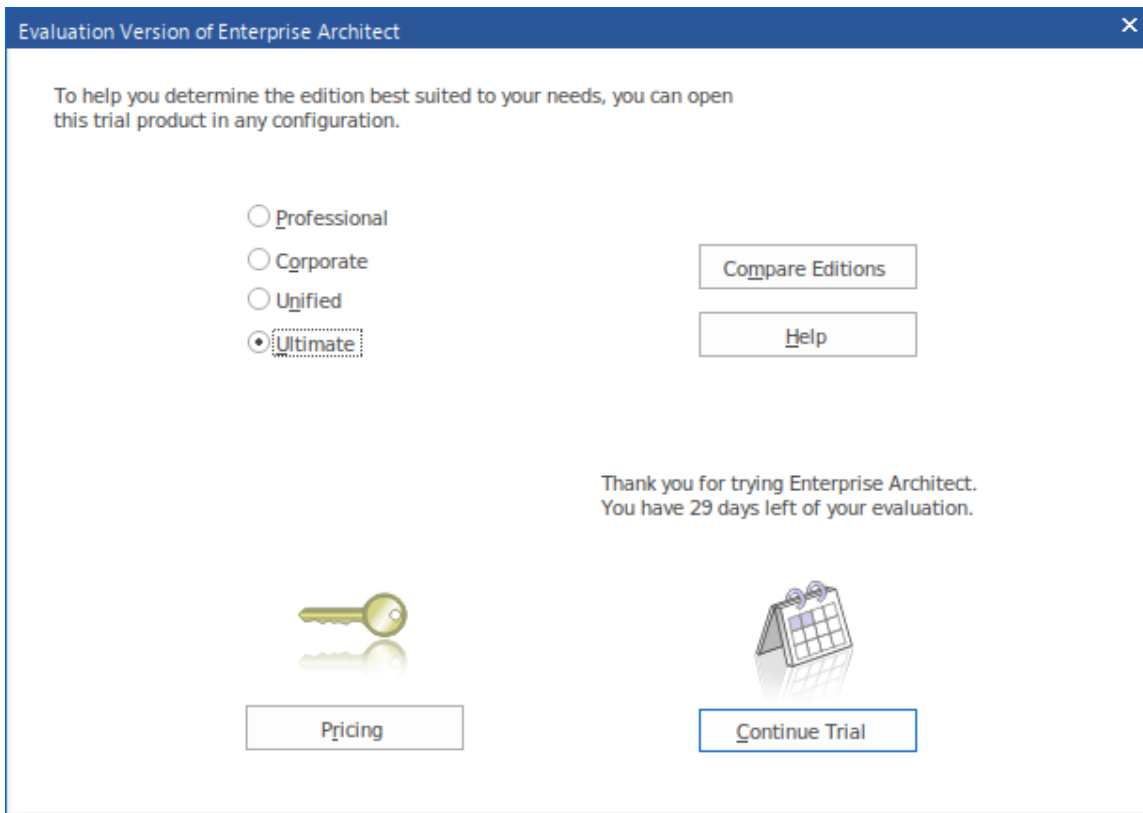 Evaluation Version of Enterprise Architect
To help you determine the edition best suited to your needs, you can open
this trial product in any configuration.
Professional
Corporate
Unified
Ultimate
Compare Editions
Help
Thank you for trying Enterprise Architect.
You have 29 days left of your evaluation.
Pricing
Continue Trial